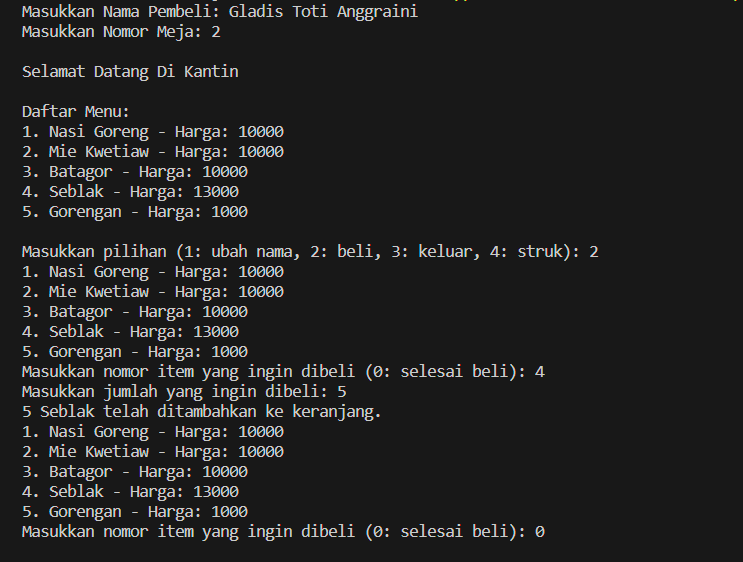 Masukkan Nama Pembeli: Gladis Toti Anggraini
Masukkan Nomor Meja: 2
Selamat Datang Di Kantin
Daftar Menu:
1. Nasi Goreng - Harga: 10000
2. Mie Kwetiaw - Harga: 10000
3. Batagor - Harga: 10000
4. Seblak - Harga: 13000
5. Gorengan - Harga: 1000
Masukkan pilihan (1: ubah nama, 2: beli, 3: keluar, 4: struk): 2
1. Nasi Goreng - Harga: 10000
2. Mie Kwetiaw - Harga: 10000
3. Batagor - Harga: 10000
4. Seblak - Harga: 13000
5. Gorengan - Harga: 1000
Masukkan nomor item yang ingin dibeli (0: selesai beli): 4
Masukkan jumlah yang ingin dibeli: 5
5 Seblak telah ditambahkan ke keranjang.
1. Nasi Goreng - Harga: 10000
2. Mie Kwetiaw - Harga: 10000
3. Batagor - Harga: 10000
4. Seblak - Harga: 13000
5. Gorengan - Harga: 1000
Masukkan nomor item yang ingin dibeli (0: selesai beli): 0